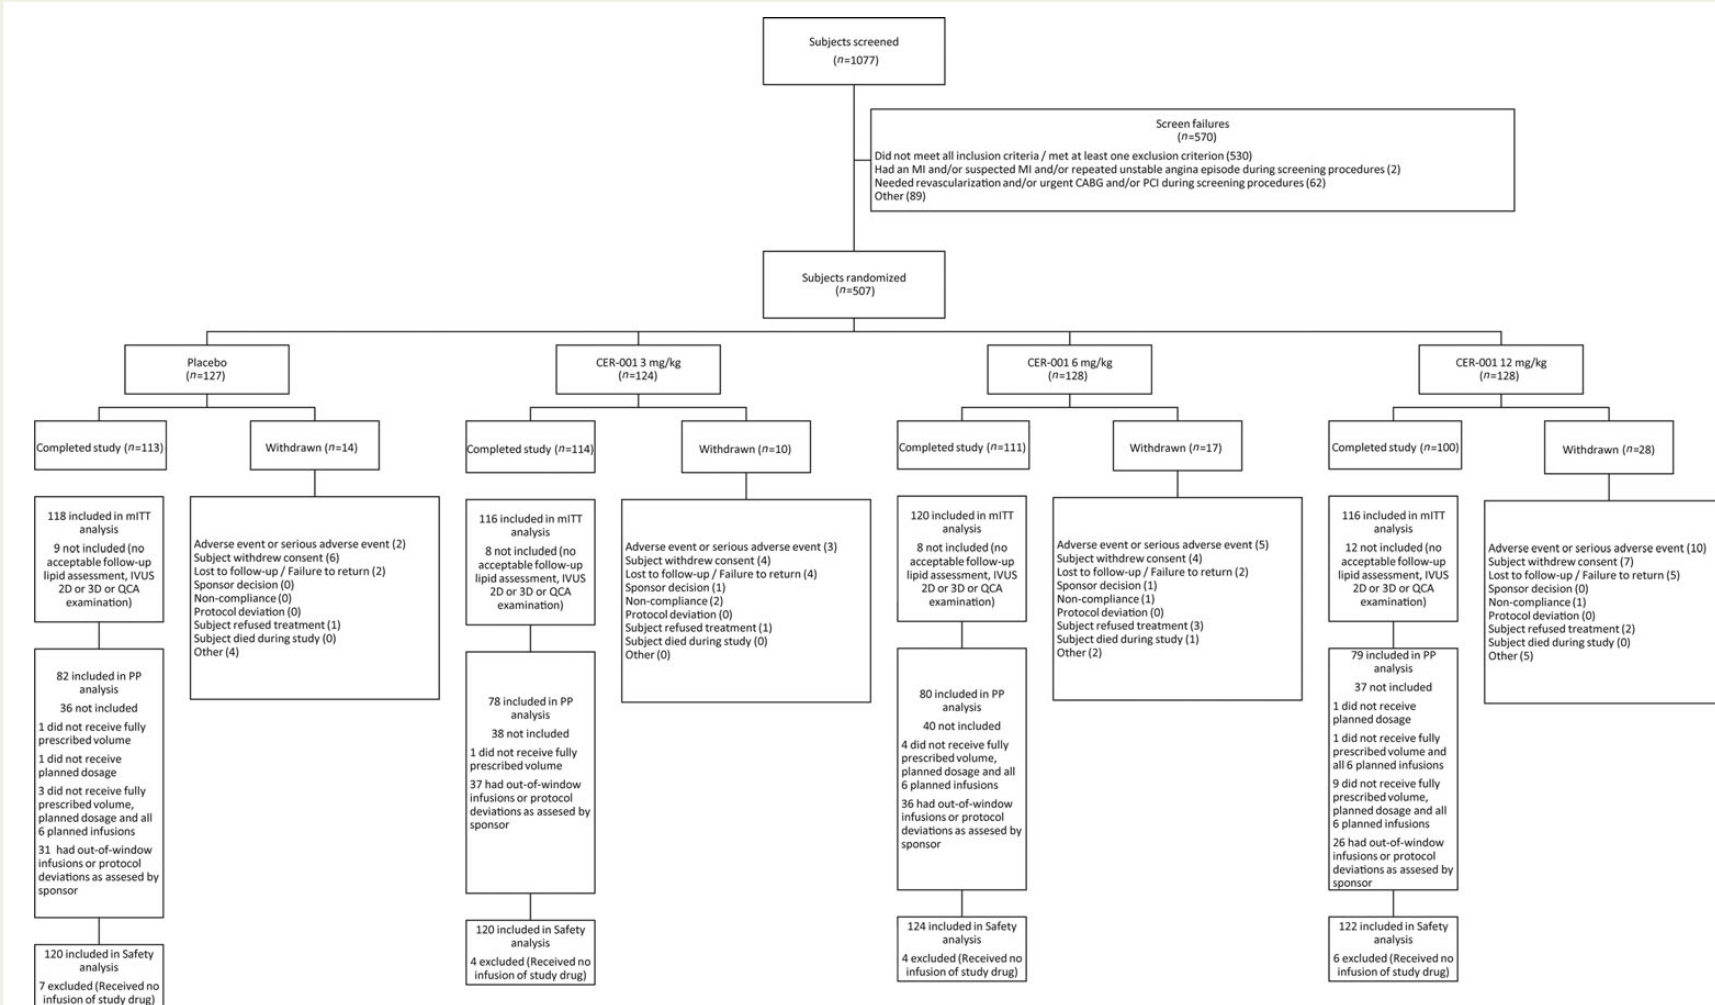 Subjects screened
(n=1077)
Screen failures
(n=570)
Did not meet all inclusion criteria / met at least one exclusion criterion (530)
Had an MI and/or suspected MI and/or repeated unstable angina episode during screening procedures (2)
Needed revascularization and/or urgent CABG and/or PCI during screening procedures (62)
Other (89)
Subjects randomized
(n=507)
Placebo
(n=127)
CER-001 3 mg/kg
(n=124)
CER-001 6 mg/kg
(n=128)
CER-001 12 mg/kg
(n=128)
Completed study (n=113)
Withdrawn (n=14)
Completed study (n=114)
Withdrawn (n=10)
Completed study (n=111)
Withdrawn (n=17)
Completed study (n=100)
Withdrawn (n=28)
118 included in mITT
analysis
9 not included (no
acceptable follow-up
lipid assessment, IVUS
2D or 3D or QCA
examination)
Adverse event or serious adverse event (2)
Subject withdrew consent (6)
Lost to follow-up / Failure to return (2)
Sponsor decision (0)
Non-compliance (0)
Protocol deviation (0)
Subject refused treatment (1)
Subject died during study (0)
Other (4)
116 included in mITT
analysis
8 not included (no
acceptable follow-up
lipid assessment, IVUS
2D or 3D or QCA
examination)
Adverse event or serious adverse event (3)
Subject withdrew consent (4)
Lost to follow-up / Failure to return (4)
Sponsor decision (1)
Non-compliance (2)
Protocol deviation (0)
Subject refused treatment (1)
Subject died during study (0)
Other (0)
120 included in mITT
analysis
8 not included (no
acceptable follow-up
lipid assessment, IVUS
2D or 3D or QCA
examination)
Adverse event or serious adverse event (5)
Subject withdrew consent (4)
Lost to follow-up / Failure to return (2)
Sponsor decision (1)
Non-compliance (1)
Protocol deviation (0)
Subject refused treatment (3)
Subject died during study (1)
Other (2)
116 included in mITT
analysis
12 not included (no
acceptable follow-up
lipid assessment, IVUS
2D or 3D or QCA
examination)
Adverse event or serious adverse event (10)
Subject withdrew consent (7)
Lost to follow-up / Failure to return (5)
Sponsor decision (0)
Non-compliance (1)
Protocol deviation (0)
Subject refused treatment (2)
Subject died during study (0)
Other (5)
82 included in PP
analysis
36 not included
1 did not receive fully
prescribed volume
1 did not receive
planned dosage
3 did not receive fully
prescribed volume,
planned dosage and all
6 planned infusions
31 had out-of-window
infusions or protocol
deviations as assesed by
sponsor
78 included in PP
analysis
38 not included
1 did not receive fully
prescribed volume
37 had out-of-window
infusions or protocol
deviations as assesed by
sponsor
80 included in PP
analysis
40 not included
4 did not receive fully
prescribed volume,
planned dosage and all
6 planned infusions
36 had out-of-window
infusions or protocol
deviations as assesed by
sponsor
79 included in PP
analysis
37 not included
1 did not receive
planned dosage
1 did not receive fully
prescribed volume and
all 6 planned infusions
9 did not receive fully
prescribed volume,
planned dosage and all
6 planned infusions
26 had out-of-window
infusions or protocol
deviations as assesed by
sponsor
120 included in Safety
analysis
7 excluded (Received no
infusion of study drug)
120 included in Safety
analysis
4 excluded (Received no
infusion of study drug)
124 included in Safety
analysis
4 excluded (Received no
infusion of study drug)
122 included in Safety
analysis
6 excluded (Received no
infusion of study drug)